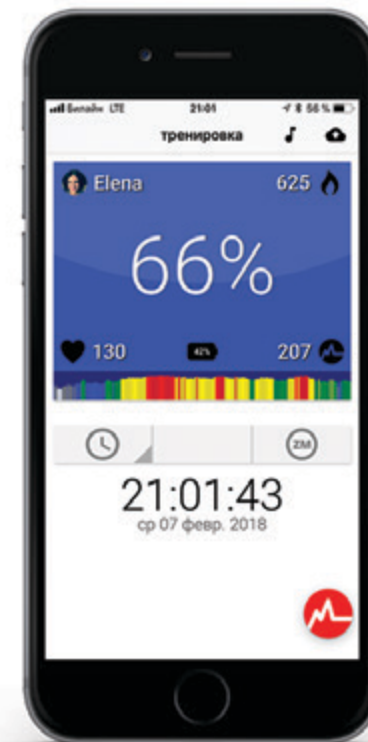 Билайн LTE 21:01 56 %
тренировка
Elena 625
66%
130 42% 207
ZM
21:01:43
ср 07 февр. 2018